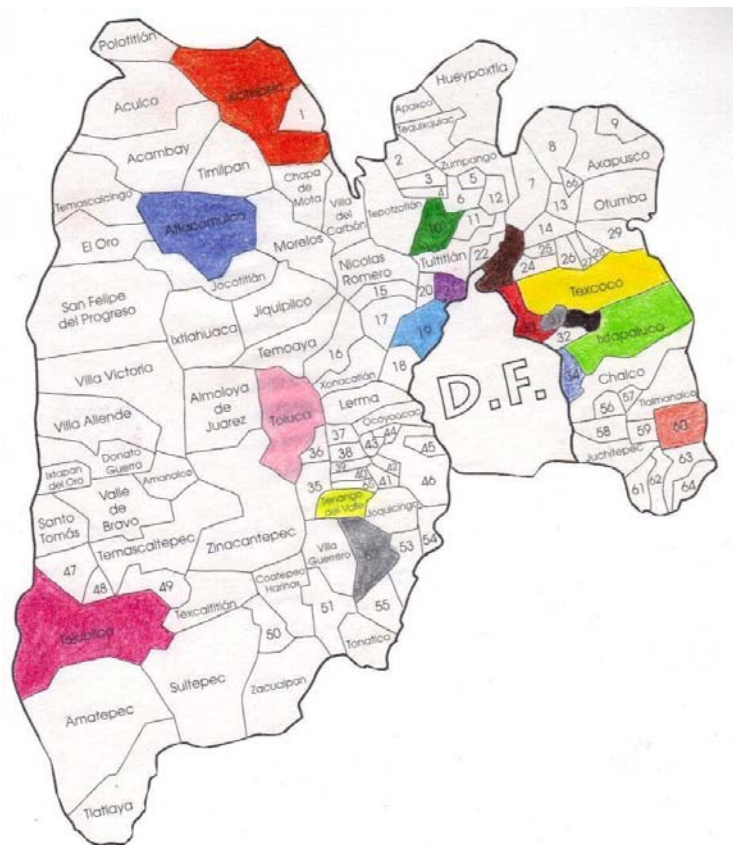 Polotitlán
Jilotepec
Hueypoxtla
Aculco
1
Apaxco
Tequixquiac
9
2
8
Acambay
Timilpan
Zumpango
Axapusco
Chapa
de
Mota
3
5
7
66
Temascalcingo
Villa
del
Carbón
Tepotzotlán
4
6
12
13
Otumba
Atlacomulco
10
11
El Oro
Morelos
14
29
Nicolas
Romero
Tultitlán
22
25
24
26
27
28
Jocotitlán
Texcoco
San Felipe
del Progreso
Jiquipilco
15
20
21
Ixtlahuaca
17
19
32
Ixtapaluca
Temoaya
16
18
34
Villa Victoria
Almoloya
de
Juarez
Toluca
Xonacatlán
D.F.
Chalco
Lerma
56
57
Tlalmanalco
Villa Allende
Ocoyoacac
58
59
60
37
44
36
38
43
45
Juchitepec
63
Donato
Guerra
39
42
Ixtapan
del Oro
Amanalco
35
40
41
46
61
62
64
Valle
de
Bravo
Tenango
del Valle
Joquicingo
Santo
Tomás
Temascaltepec
Zinacantepec
Villa
Guerrero
52
53
54
47
48
49
Coatepec
Harinas
Texcaltitlán
51
55
Tejupilco
50
Tonatico
Sultepec
Zacualpan
Amatepec
Tlatlaya